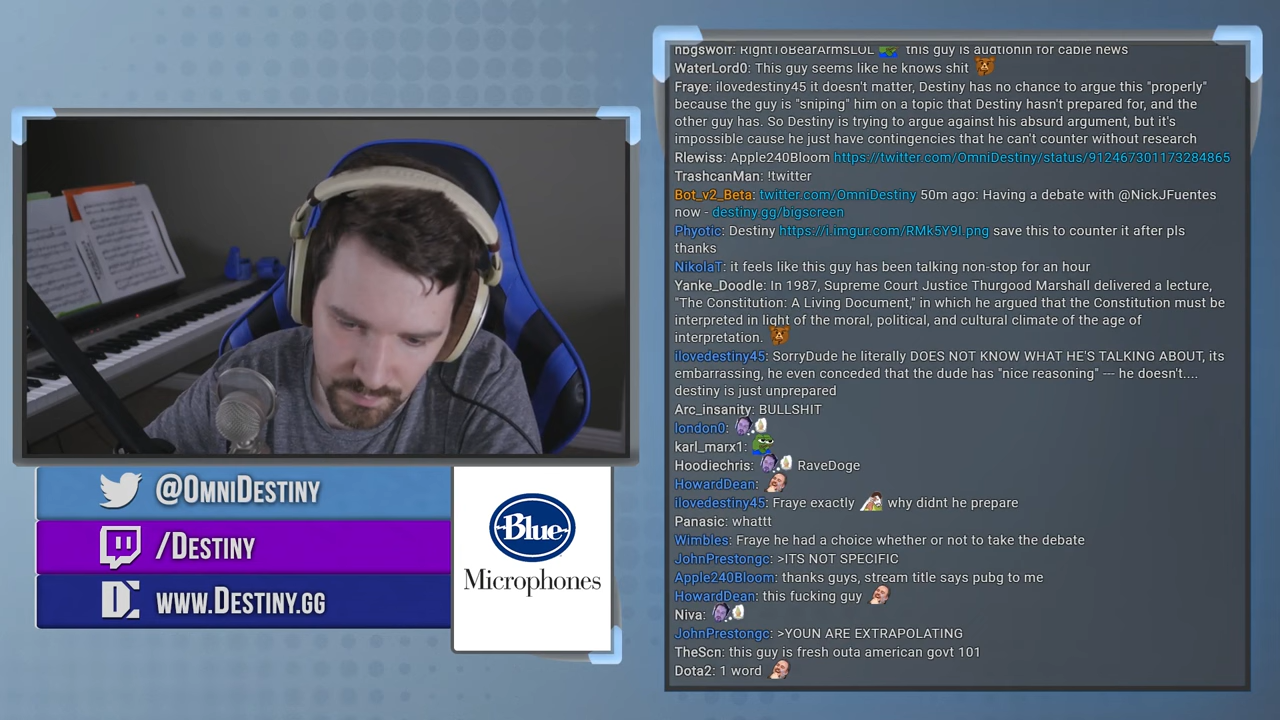 hbgswolf: RightToBearArmsLOL this guy is audtionin for cable news
WaterLord0: This guy seems like he knows shit
Fraye: ilovedestiny45 it doesn't matter, Destiny has no chance to argue this "properly"
because the guy is "sniping" him on a topic that Destiny hasn't prepared for, and the
other guy has. So Destiny is trying to argue against his absurd argument, but it's
impossible cause he just have contingencies that he can't counter without research
Rlewiss: Apple240Bloom https://twitter.com/OmniDestiny/status/912467301173284865
TrashcanMan: !twitter
Bot_v2_Beta: twitter.com/OmniDestiny 50m ago: Having a debate with @NickJFuentes
now - destiny.gg/bigscreen
Phyotic: Destiny https://i.imgur.com/RMk5Y9I.png save this to counter it after pls
thanks
NikolaT: it feels like this guy has been talking non-stop for an hour
Yanke_Doodle: In 1987, Supreme Court Justice Thurgood Marshall delivered a lecture,
"The Constitution: A Living Document," in which he argued that the Constitution must be
interpreted in light of the moral, political, and cultural climate of the age of
interpretation.
ilovedestiny45: SorryDude he literally DOES NOT KNOW WHAT HE'S TALKING ABOUT, its
embarrassing, he even conceded that the dude has "nice reasoning" --- he doesn't....
destiny is just unprepared
Arc_insanity: BULLSHIT
london0:
karl_marx1:
Hoodiechris: RaveDoge
HowardDean:
ilovedestiny45: Fraye exactly why didnt he prepare
Panasic: whattt
Wimbles: Fraye he had a choice whether or not to take the debate
JohnPrestongc: >ITS NOT SPECIFIC
Apple240Bloom: thanks guys, stream title says pubg to me
HowardDean: this fucking guy
Niva:
JohnPrestongc: >YOUN ARE EXTRAPOLATING
TheScn: this guy is fresh outa american govt 101
Dota2: 1 word
@OmniDestiny
/Destiny
www.Destiny.gg
Blue
Microphones